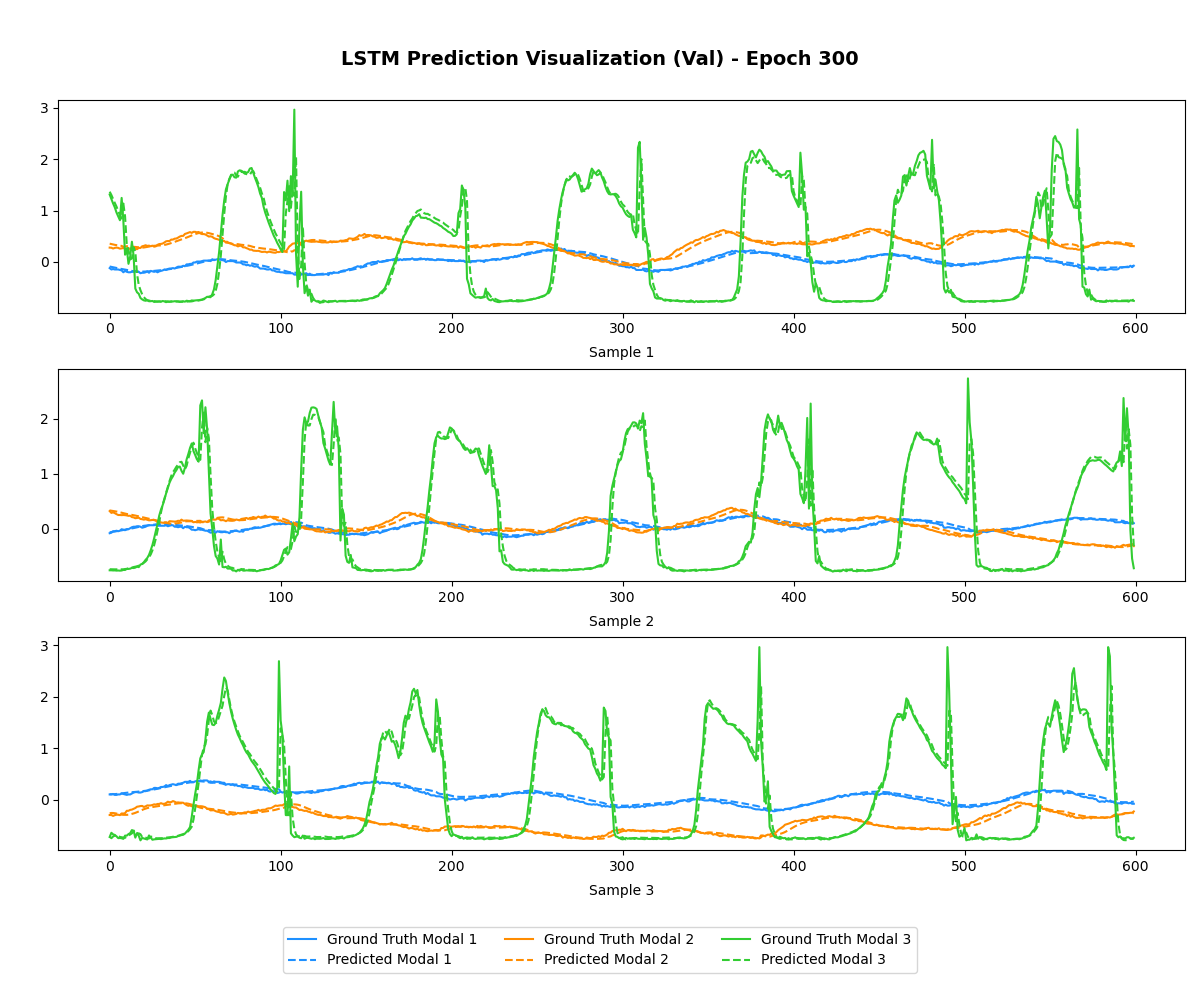 LSTM Prediction Visualization (Val) - Epoch 300
3
2
1
0
0 100 200 300 400 500 600
Sample 1
2
1
0
0 100 200 300 400 500 600
Sample 2
3
2
1
0
0 100 200 300 400 500 600
Sample 3
Ground Truth Modal 1 Ground Truth Modal 2 Ground Truth Modal 3
Predicted Modal 1 Predicted Modal 2 Predicted Modal 3